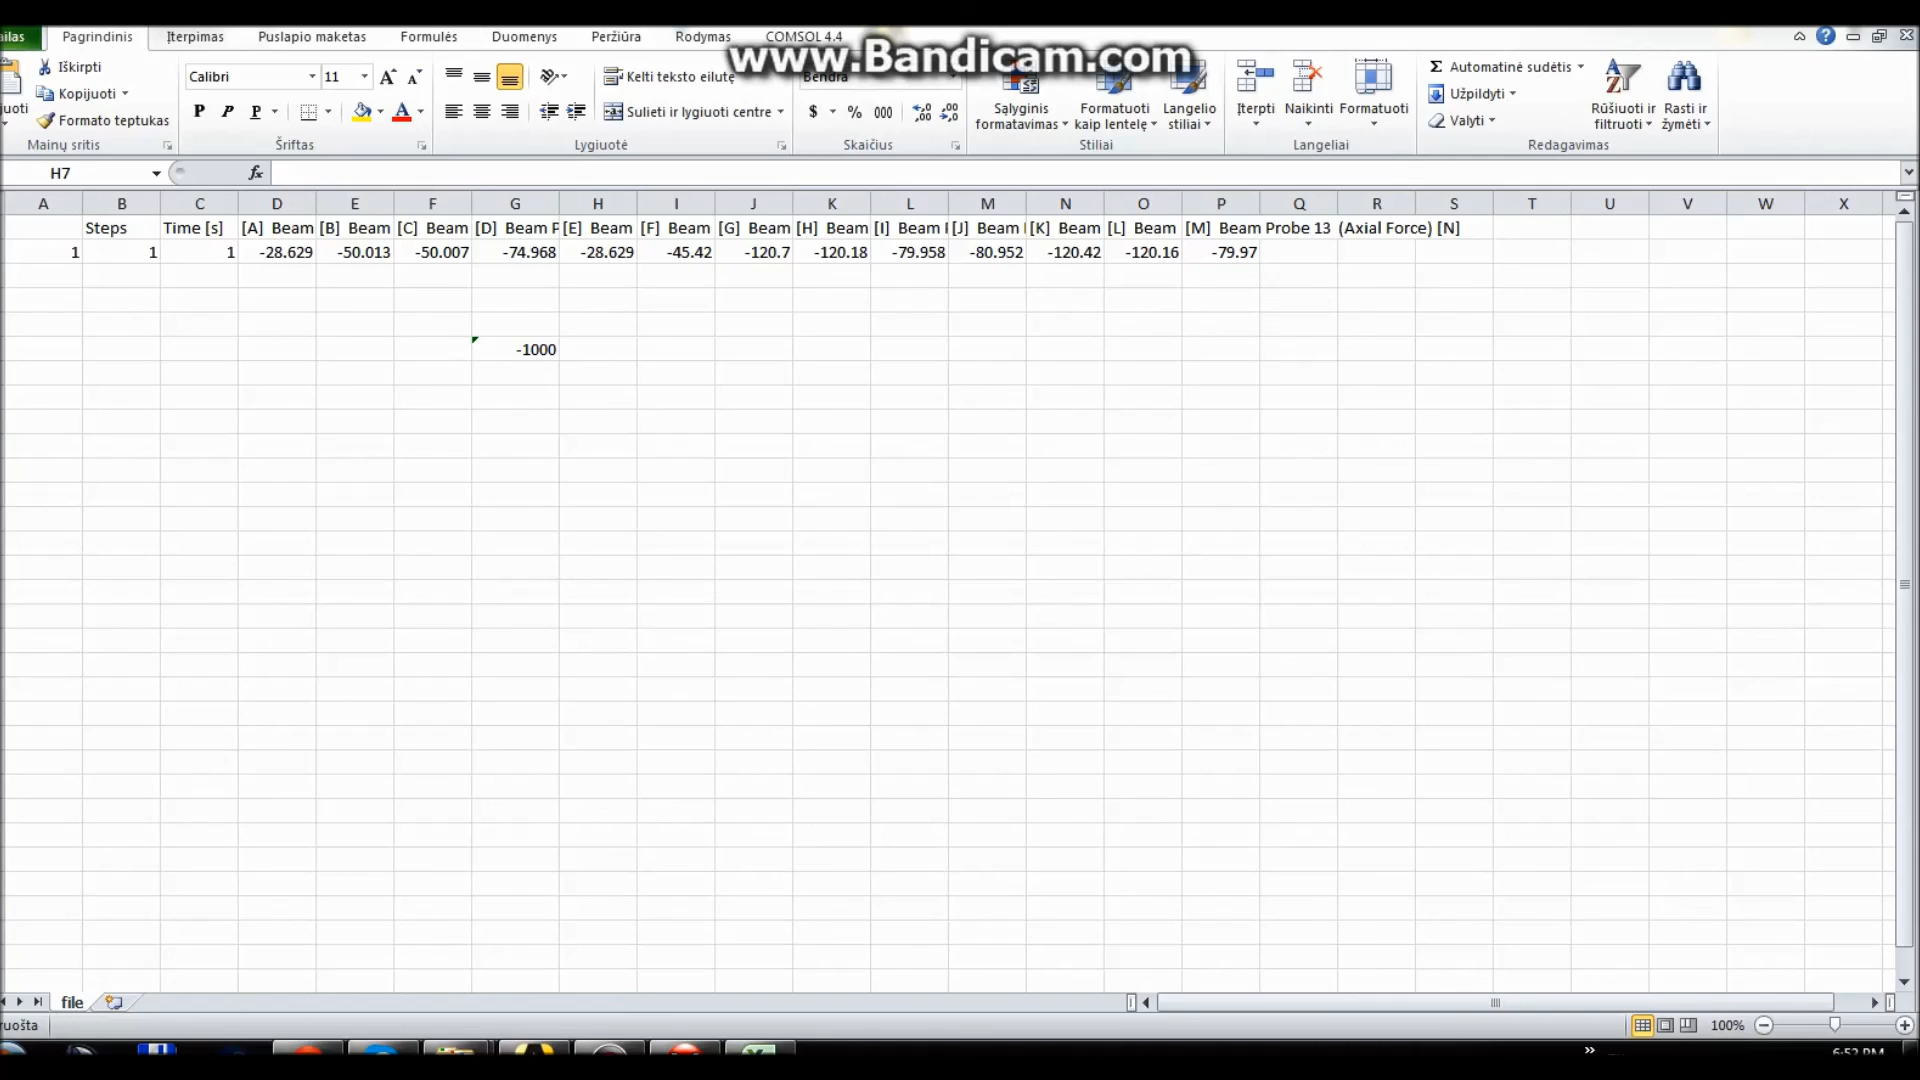 www.Bandicam.com
Pagrindinis Įterpimas Puslapio maketas Formulės Duomenys Peržiūra Rodymas COMSOL 4.4
Iškirpti
Kopijuoti
Formato teptukas
Mainų sritis
Calibri 11
Šriftas
Kelti teksto eilutę
Sulieti ir lygiuoti centre
Lygiuotė
Bendra
$ % 000
Skaičius
Sąlyginis formatavimas
Formatuoti kaip lentelę
Langelio stiliai
Stiliai
Įterpti Naikinti Formatuoti
Langeliai
Automatinė sudėtis
Užpildyti
Valyti
Rūšiuoti ir filtruoti
Rasti ir žymėti
Redagavimas
H7 fx
A B C D E F G H I J K L M N O P Q R S T U V W X
Steps Time [s] [A] Beam [B] Beam [C] Beam [D] Beam P [E] Beam [F] Beam [G] Beam [H] Beam [I] Beam [J] Beam [K] Beam [L] Beam [M] Beam Probe 13 (Axial Force) [N]
1 1 1 -28.629 -50.013 -50.007 -74.968 -28.629 -45.42 -120.7 -120.18 -79.958 -80.952 -120.42 -120.16 -79.97
-1000
file
100%
6:52 PM